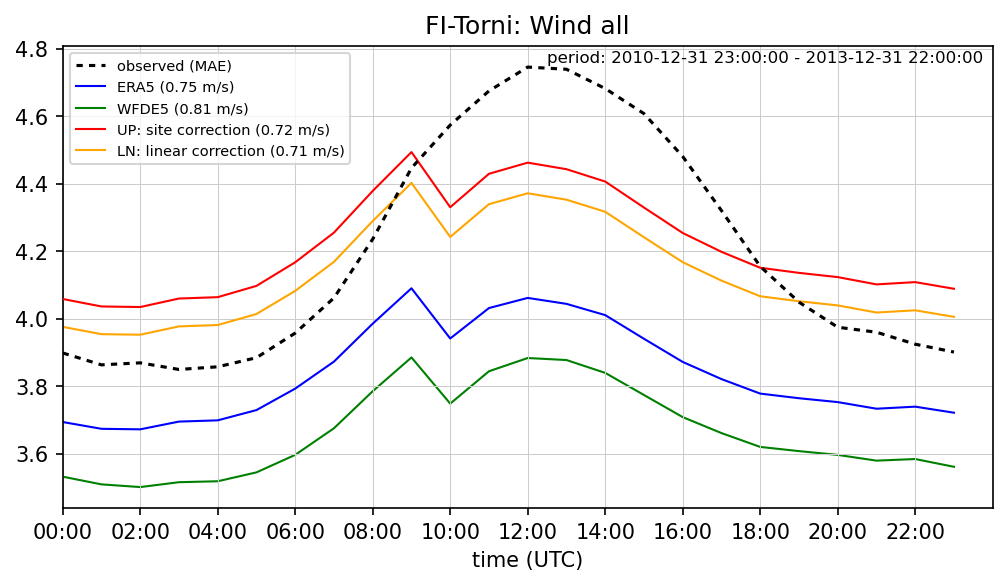 FI-Torni: Wind all
period: 2010-12-31 23:00:00 - 2013-12-31 22:00:00
observed (MAE)
ERA5 (0.75 m/s)
WFDE5 (0.81 m/s)
UP: site correction (0.72 m/s)
LN: linear correction (0.71 m/s)
4.8
4.6
4.4
4.2
4.0
3.8
3.6
00:00 02:00 04:00 06:00 08:00 10:00 12:00 14:00 16:00 18:00 20:00 22:00
time (UTC)